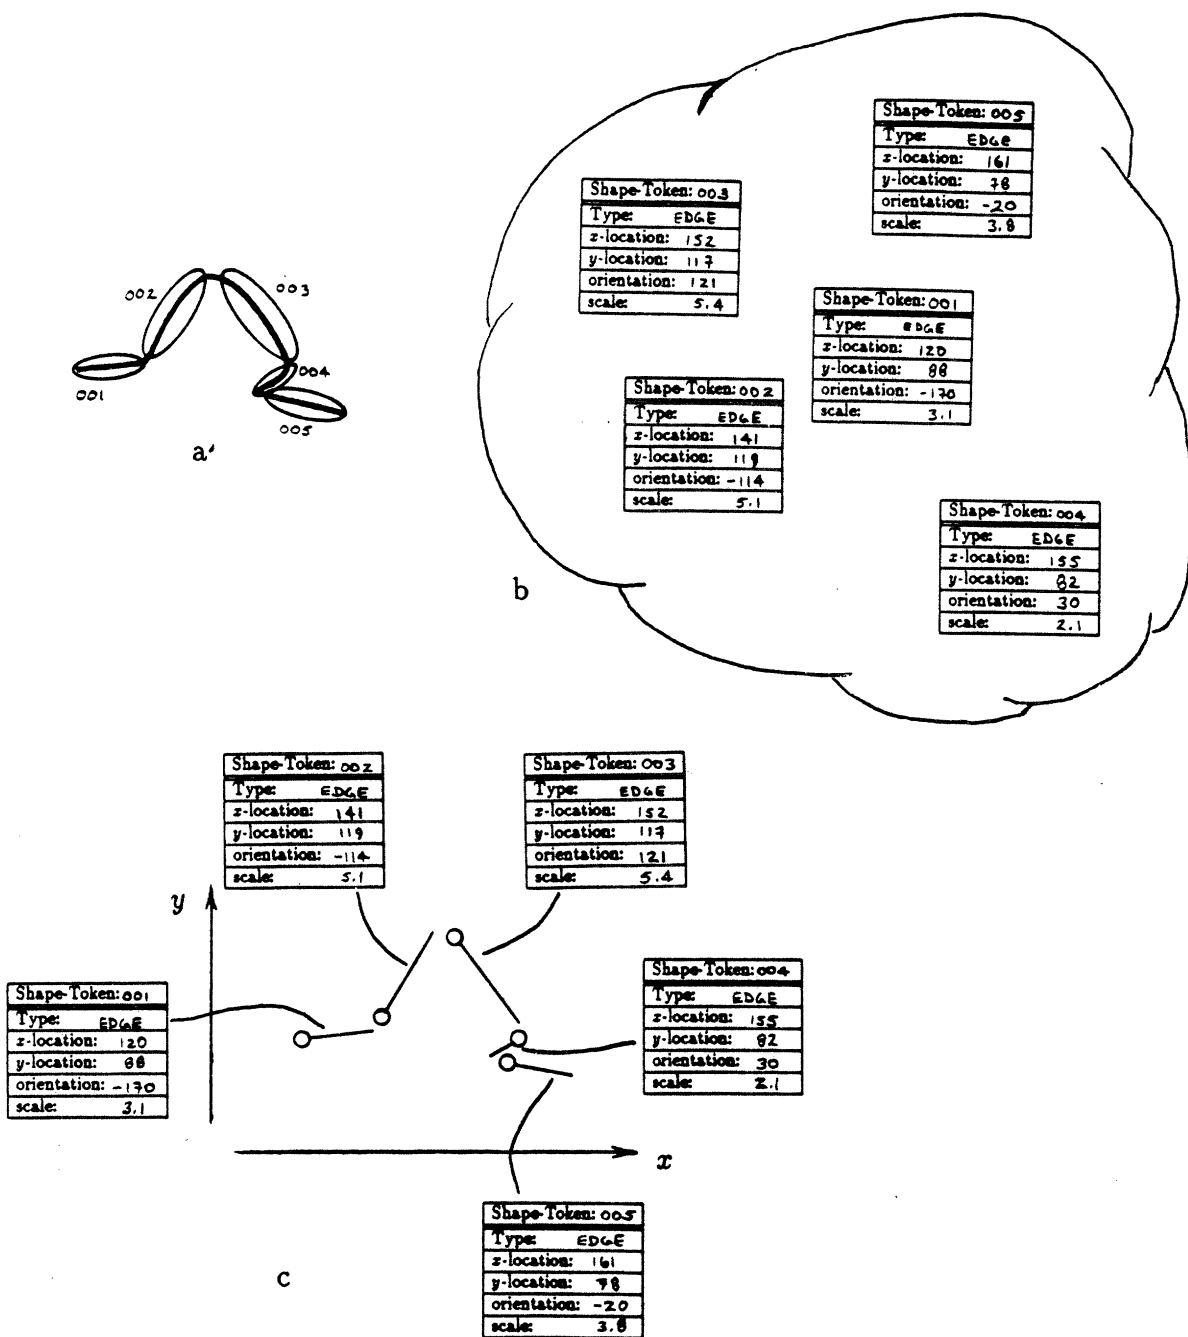 002
003
001
004
005
a
Shape-Token: 005
Type: EDGE
x-location: 161
y-location: 78
orientation: -20
scale: 3.8
Shape-Token: 003
Type: EDGE
x-location: 152
y-location: 117
orientation: 121
scale: 5.4
Shape-Token: 001
Type: EDGE
x-location: 120
y-location: 88
orientation: -170
scale: 3.1
Shape-Token: 002
Type: EDGE
x-location: 141
y-location: 119
orientation: -114
scale: 5.1
Shape-Token: 004
Type: EDGE
x-location: 155
y-location: 82
orientation: 30
scale: 2.1
b
Shape-Token: 002
Type: EDGE
x-location: 141
y-location: 119
orientation: -114
scale: 5.1
Shape-Token: 003
Type: EDGE
x-location: 152
y-location: 117
orientation: 121
scale: 5.4
y
Shape-Token: 001
Type: EDGE
x-location: 120
y-location: 88
orientation: -170
scale: 3.1
Shape-Token: 004
Type: EDGE
x-location: 155
y-location: 82
orientation: 30
scale: 2.1
x
Shape-Token: 005
Type: EDGE
x-location: 161
y-location: 78
orientation: -20
scale: 3.8
c